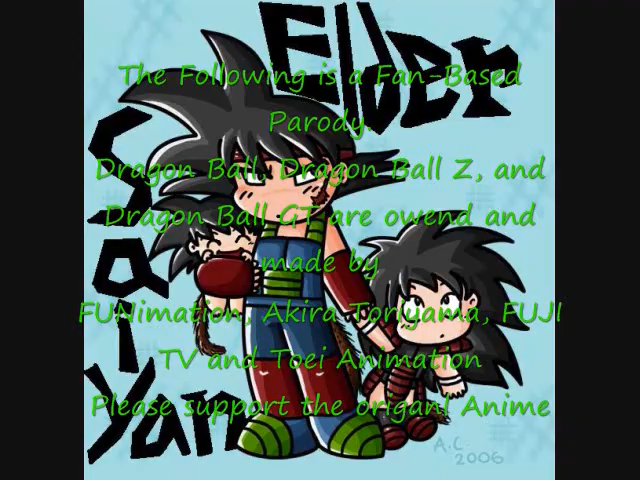 Elder
Saiyan
The Following is a Fan-Based
Parody.
Dragon Ball, Dragon Ball Z, and
Dragon Ball GT are owend and
made by
FUNimation, Akira Toriyama, FUJI
TV and Toei Animation
Please support the origanl Anime
A.C.
2006